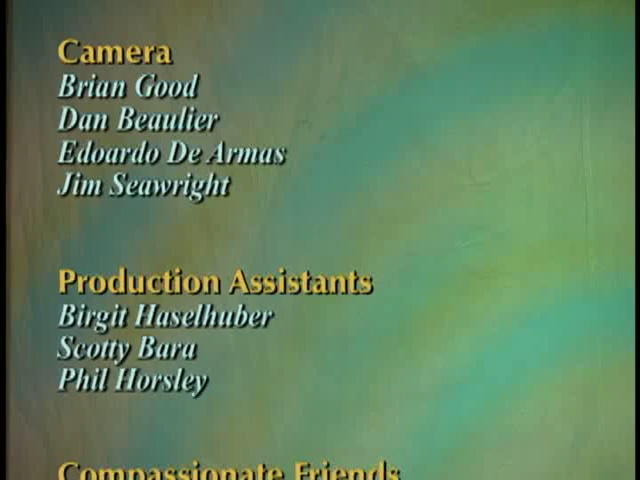 Camera
Brian Good
Dan Beaulier
Edoardo De Armas
Jim Seawright
Production Assistants
Birgit Haselhuber
Scotty Bara
Phil Horsley
Compassionate Friends